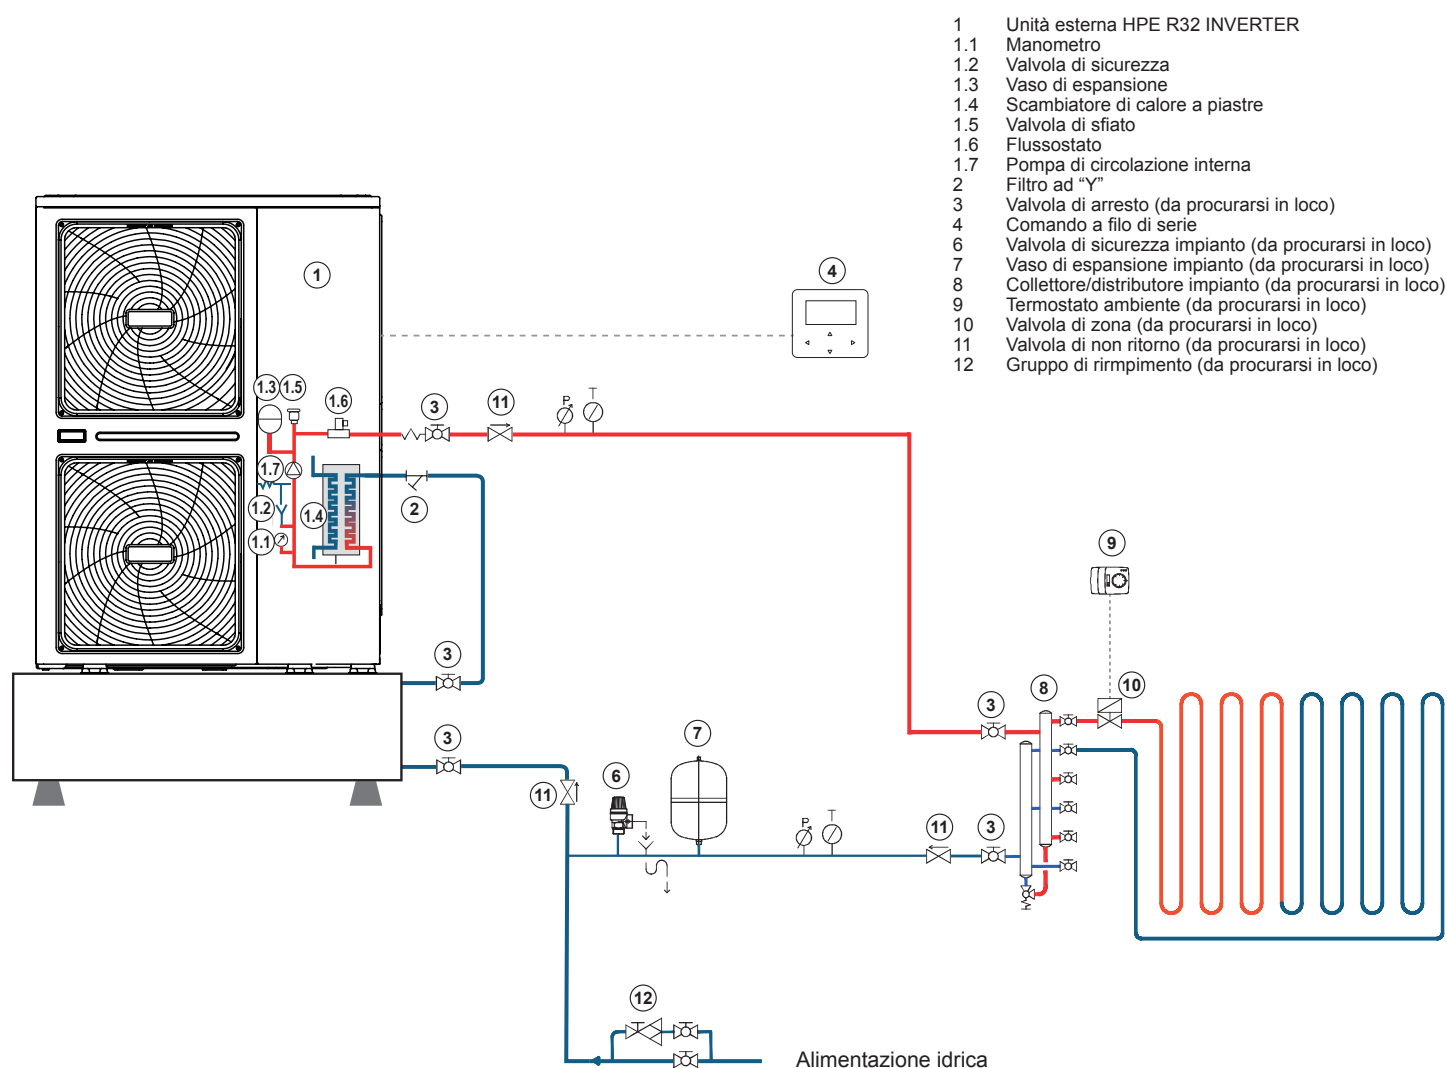 1 Unità esterna HPE R32 INVERTER
1.1 Manometro
1.2 Valvola di sicurezza
1.3 Vaso di espansione
1.4 Scambiatore di calore a piastre
1.5 Valvola di sfiato
1.6 Flussostato
1.7 Pompa di circolazione interna
2 Filtro ad “Y”
3 Valvola di arresto (da procurarsi in loco)
4 Comando a filo di serie
6 Valvola di sicurezza impianto (da procurarsi in loco)
7 Vaso di espansione impianto (da procurarsi in loco)
8 Collettore/distributore impianto (da procurarsi in loco)
9 Termostato ambiente (da procurarsi in loco)
10 Valvola di zona (da procurarsi in loco)
11 Valvola di non ritorno (da procurarsi in loco)
12 Gruppo di rirmpimento (da procurarsi in loco)
1
4
1.3 1.5
1.6
3
11
P
T
1.7
1.2
1.4
2
1.1
9
3
8
10
3
3
7
6
11
P
T
11
3
12
Alimentazione idrica